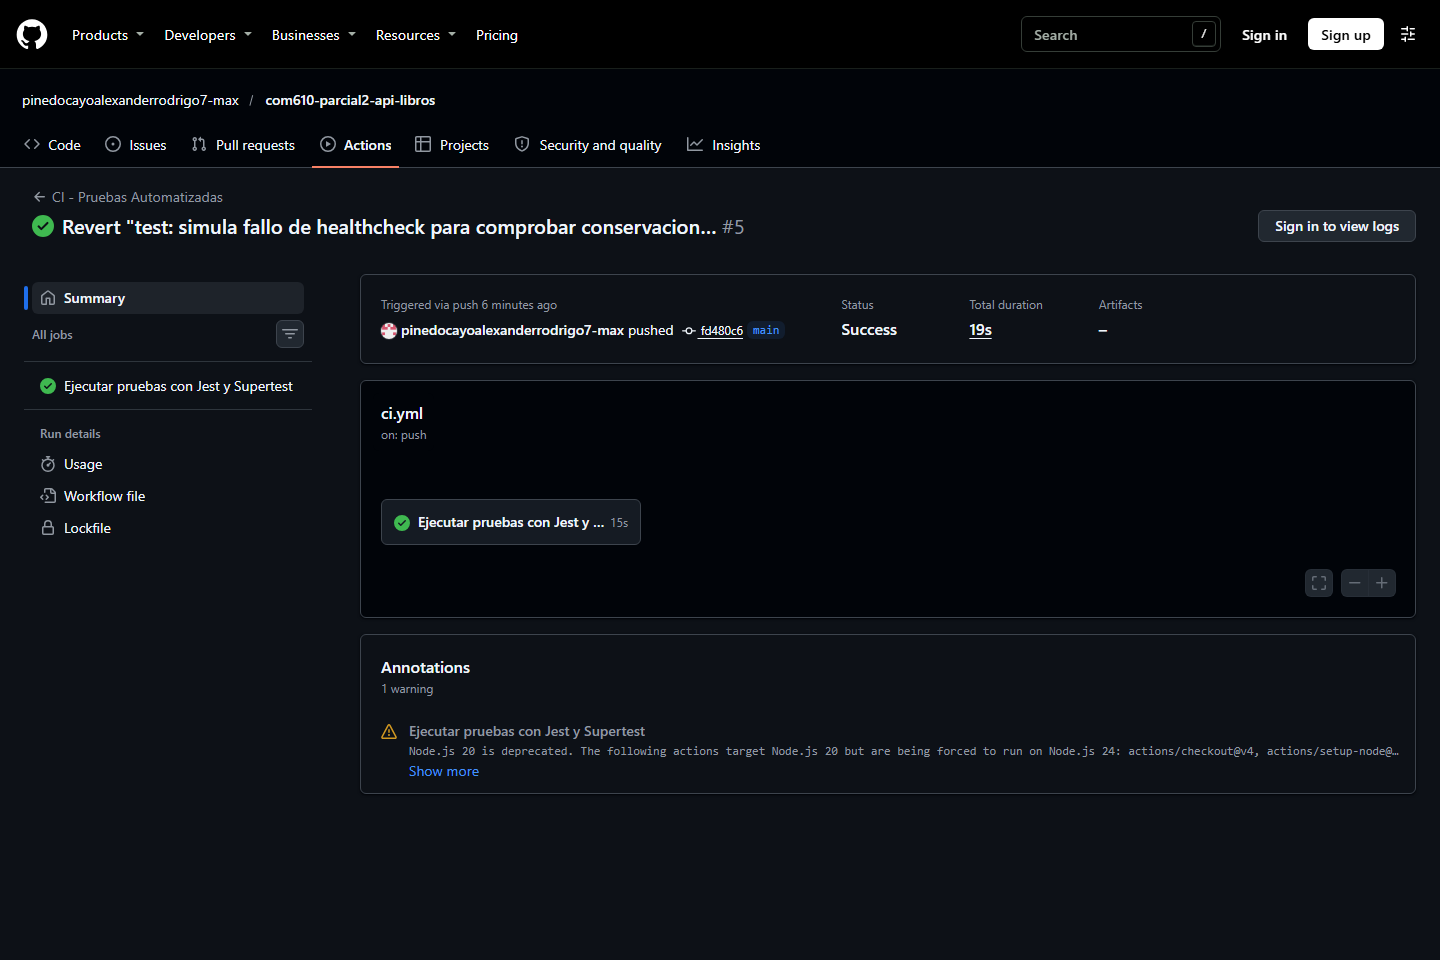 Products Developers Businesses Resources Pricing Search / Sign in Sign up
pinedocayoalexanderrodrigo7-max / com610-parcial2-api-libros
Code Issues Pull requests Actions Projects Security and quality Insights
CI - Pruebas Automatizadas
Revert "test: simula fallo de healthcheck para comprobar conservacion... #5
Sign in to view logs
Summary
All jobs
Ejecutar pruebas con Jest y Supertest
Run details
Usage
Workflow file
Lockfile
Triggered via push 6 minutes ago
pinedocayoalexanderrodrigo7-max pushed fd480c6 main
Status
Success
Total duration
19s
Artifacts
–
ci.yml
on: push
Ejecutar pruebas con Jest y ... 15s
Annotations
1 warning
Ejecutar pruebas con Jest y Supertest
Node.js 20 is deprecated. The following actions target Node.js 20 but are being forced to run on Node.js 24: actions/checkout@v4, actions/setup-node@…
Show more